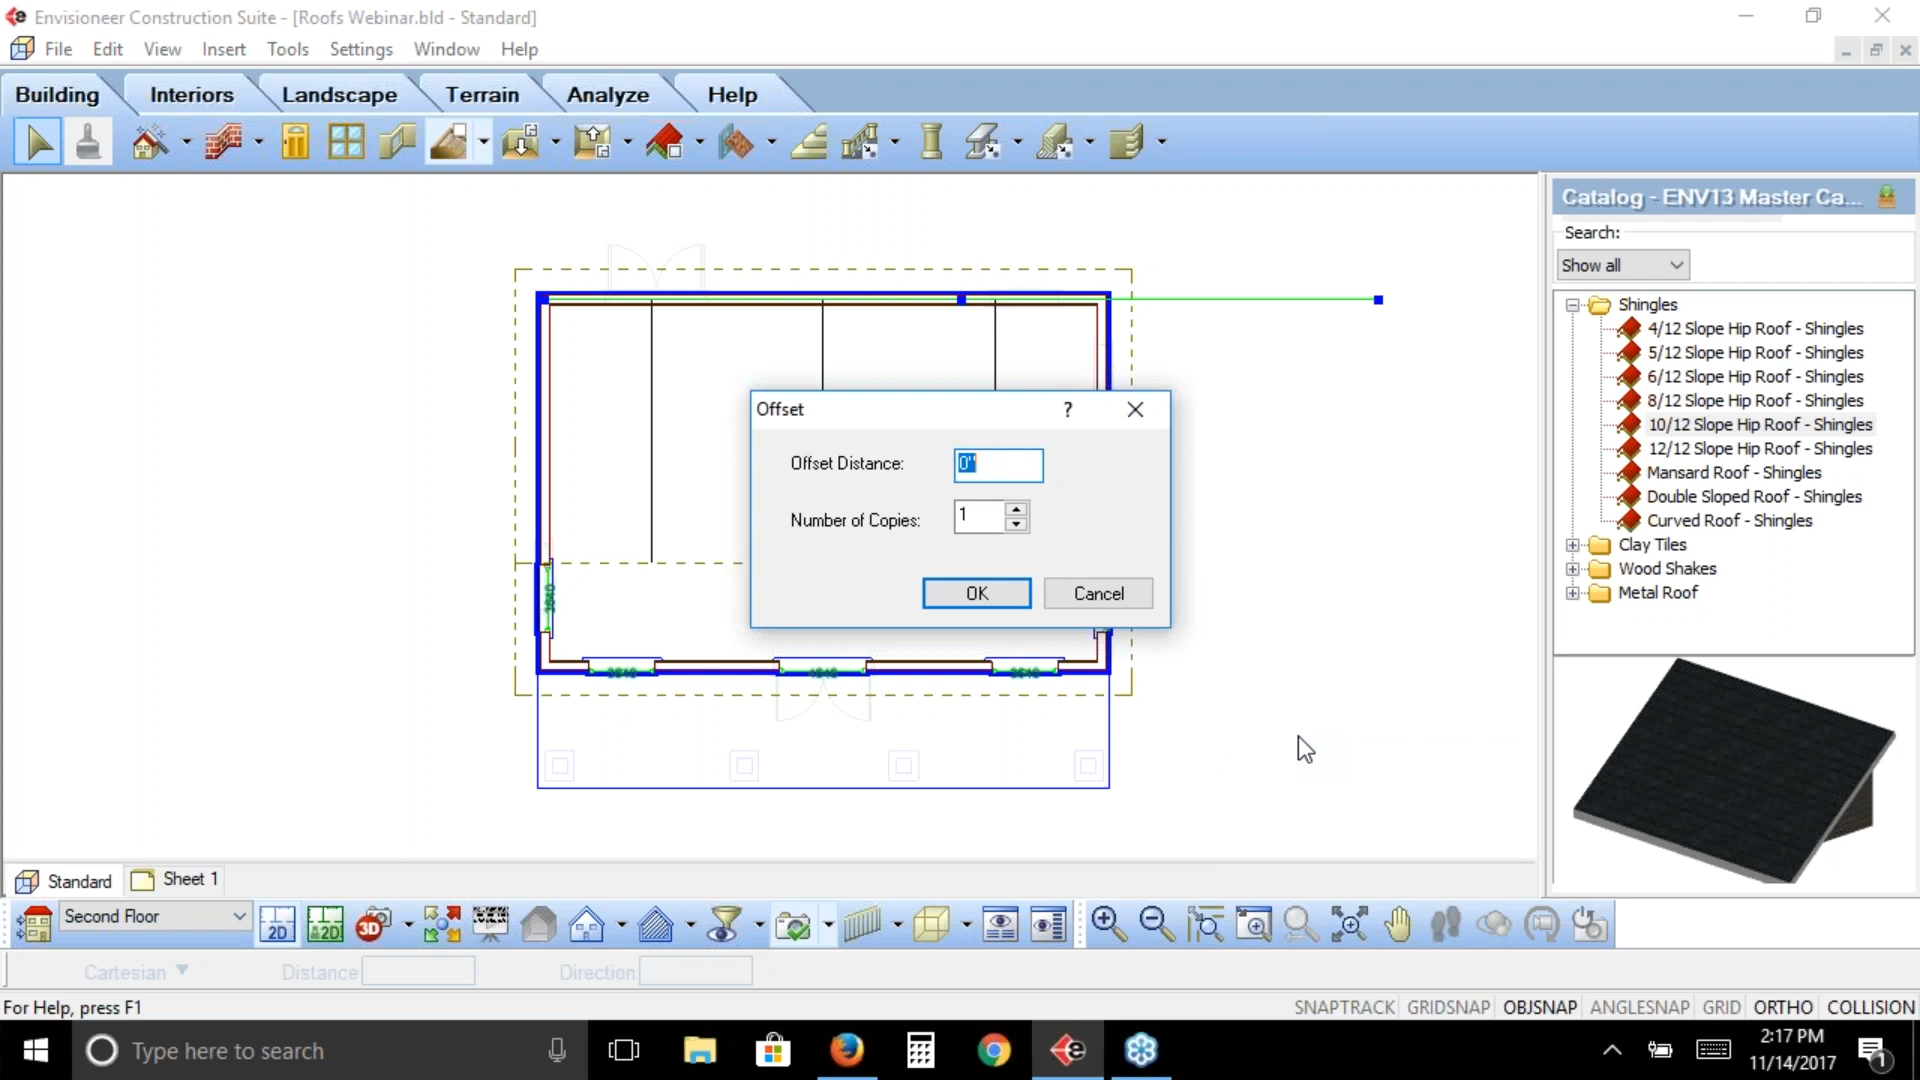 Envisioneer Construction Suite - [Roofs Webinar.bld - Standard]
File Edit View Insert Tools Settings Window Help
Building Interiors Landscape Terrain Analyze Help
Catalog - ENV13 Master Ca...
Search:
Show all
Shingles
4/12 Slope Hip Roof - Shingles
5/12 Slope Hip Roof - Shingles
6/12 Slope Hip Roof - Shingles
8/12 Slope Hip Roof - Shingles
10/12 Slope Hip Roof - Shingles
12/12 Slope Hip Roof - Shingles
Mansard Roof - Shingles
Double Sloped Roof - Shingles
Curved Roof - Shingles
Clay Tiles
Wood Shakes
Metal Roof
Offset ?
Offset Distance: 0"
Number of Copies: 1
OK Cancel
Standard Sheet 1
Second Floor 2D 2D 3D
Cartesian Distance Direction
For Help, press F1 SNAPTRACK GRIDSNAP OBJSNAP ANGLESNAP GRID ORTHO COLLISION
Type here to search
2:17 PM
11/14/2017
1